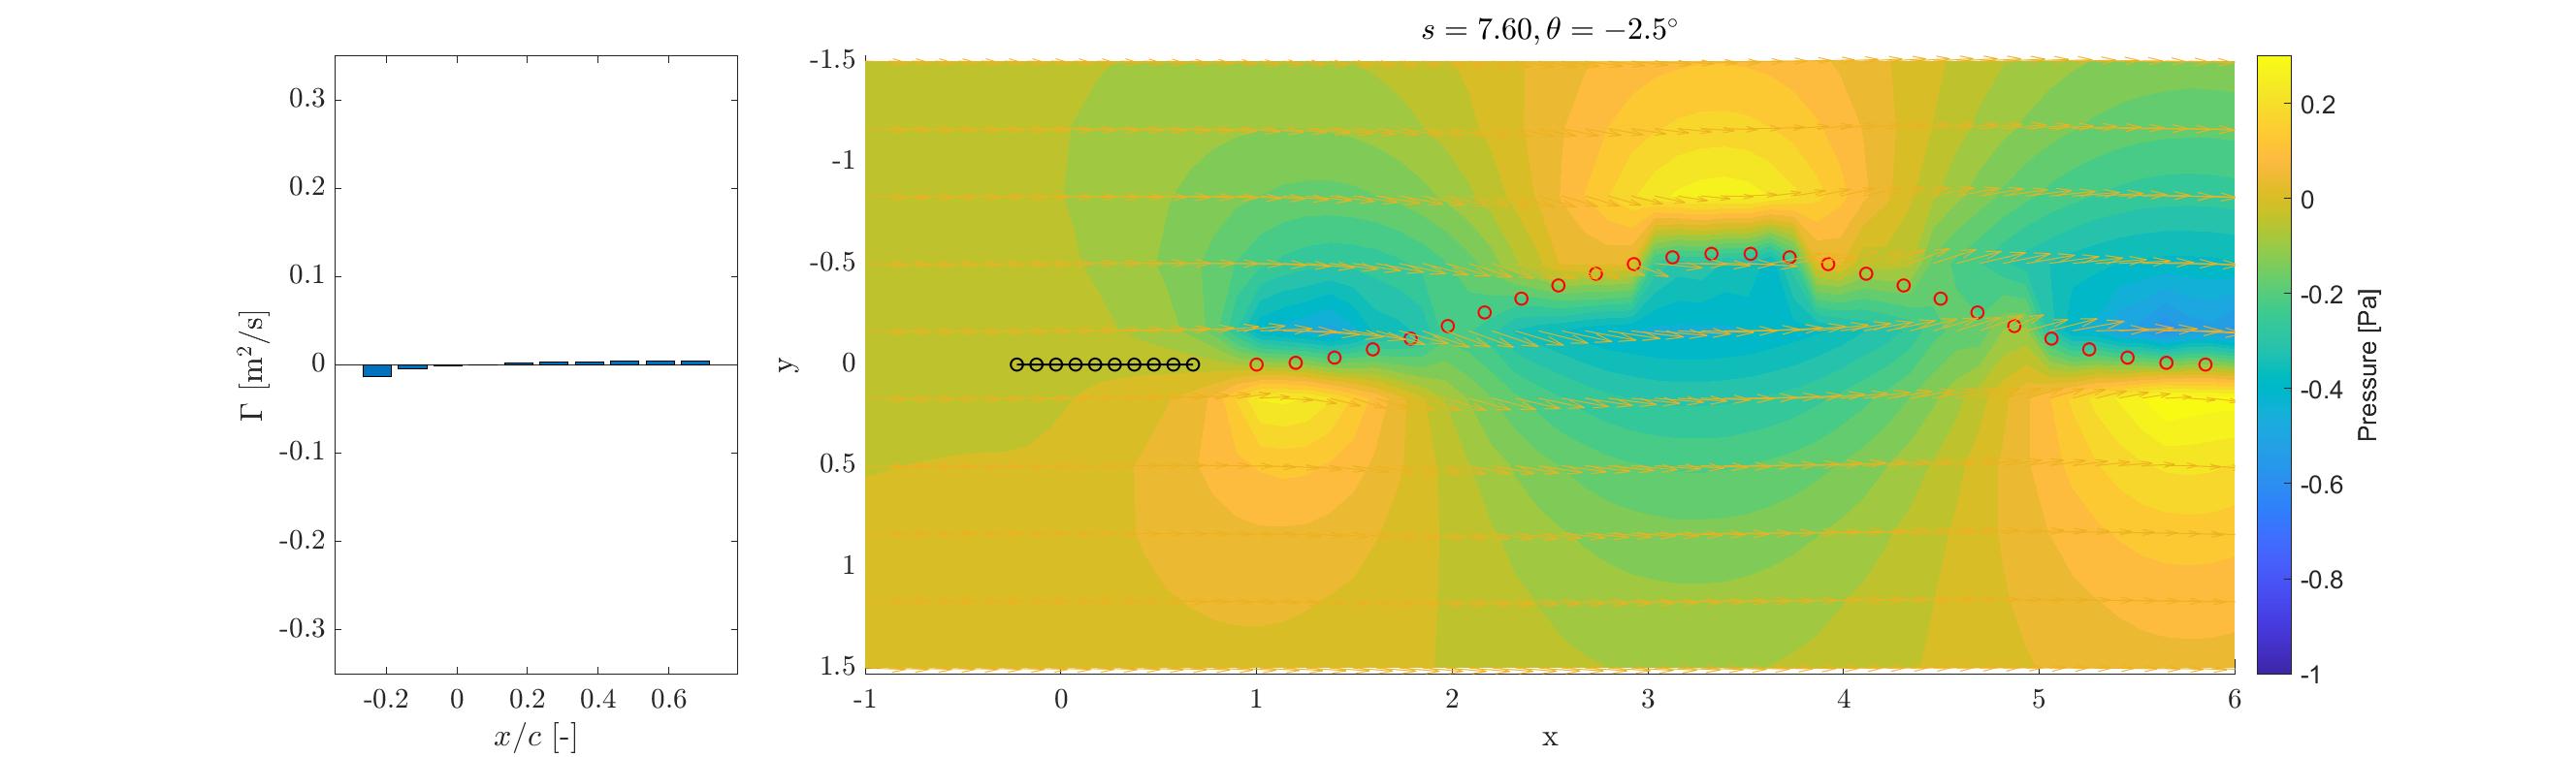 s = 7.60, θ = −2.5°
0.3
0.2
0.1
0
-0.1
-0.2
-0.3
Γ [m²/s]
-0.2 0 0.2 0.4 0.6
x/c [-]
-1.5
-1
-0.5
0
0.5
1
1.5
y
-1 0 1 2 3 4 5 6
x
0.2
0
-0.2
-0.4
-0.6
-0.8
-1
Pressure [Pa]